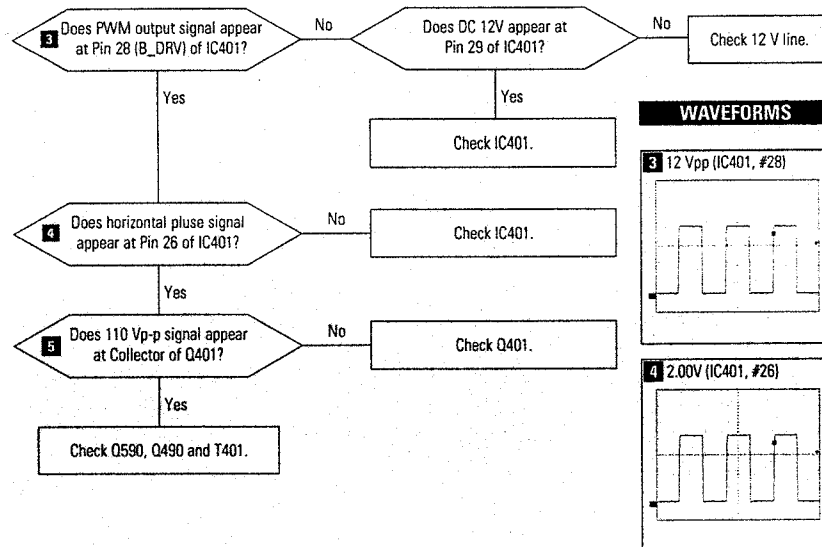 3 Does PWM output signal appear
at Pin 28 (B_DRV) of IC401?
No
Does DC 12V appear at
Pin 29 of IC401?
No
Check 12 V line.
Yes
Yes
Check IC401.
4 Does horizontal pluse signal
appear at Pin 26 of IC401?
No
Check IC401.
Yes
5 Does 110 Vp-p signal appear
at Collector of Q401?
No
Check Q401.
Yes
Check Q590, Q490 and T401.
WAVEFORMS
3 12 Vpp (IC401, #28)
4 2.00V (IC401, #26)